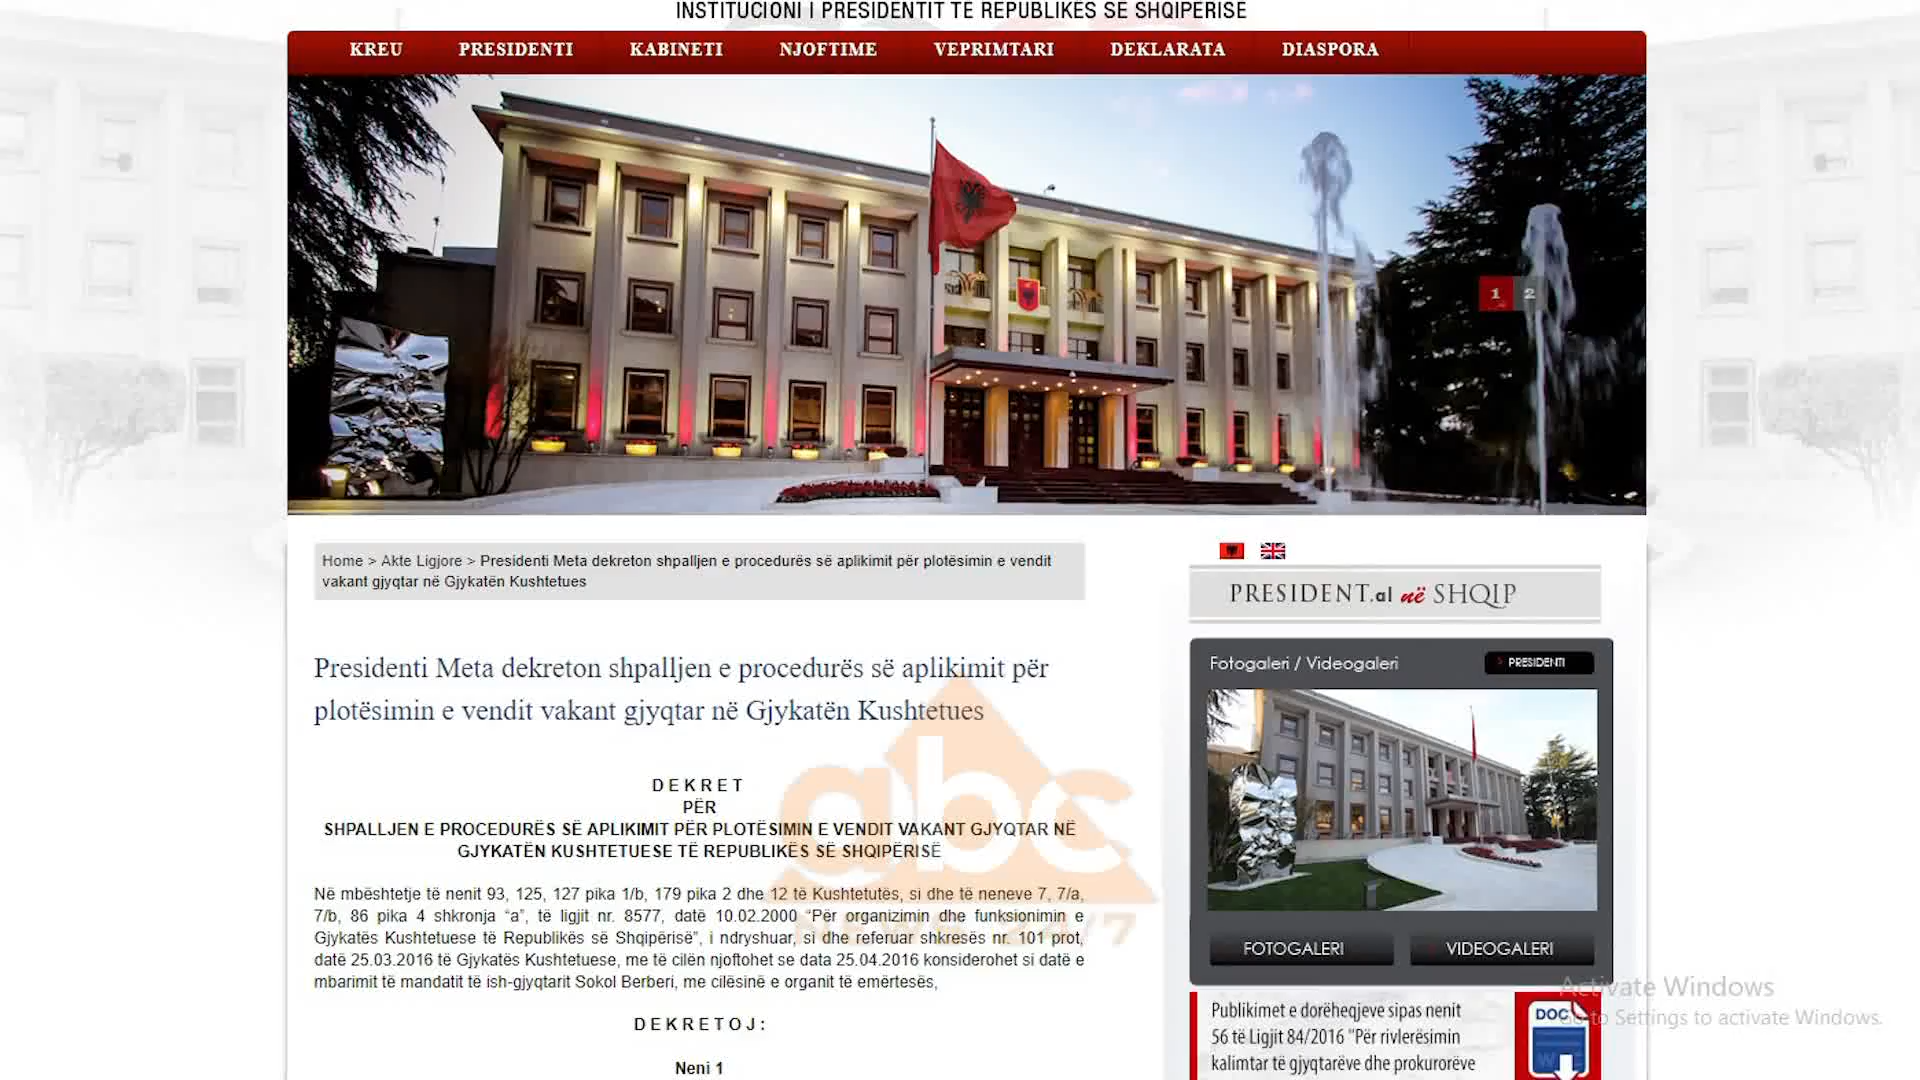 INSTITUCIONI I PRESIDENTIT TË REPUBLIKËS SË SHQIPËRISË
KREU PRESIDENTI KABINETI NJOFTIME VEPRIMTARI DEKLARATA DIASPORA
1 2
Home > Akte Ligjore > Presidenti Meta dekreton shpalljen e procedurës së aplikimit për plotësimin e vendit
vakant gjyqtar në Gjykatën Kushtetues
Presidenti Meta dekreton shpalljen e procedurës së aplikimit për
plotësimin e vendit vakant gjyqtar në Gjykatën Kushtetues
D E K R E T
PËR
SHPALLJEN E PROCEDURËS SË APLIKIMIT PËR PLOTËSIMIN E VENDIT VAKANT GJYQTAR NË
GJYKATËN KUSHTETUESE TË REPUBLIKËS SË SHQIPËRISË
Në mbështetje të nenit 93, 125, 127 pika 1/b, 179 pika 2 dhe 12 të Kushtetutës, si dhe të neneve 7, 7/a,
7/b, 86 pika 4 shkronja “a”, të ligjit nr. 8577, datë 10.02.2000 “Për organizimin dhe funksionimin e
Gjykatës Kushtetuese të Republikës së Shqipërisë”, i ndryshuar, si dhe referuar shkresës nr. 101 prot,
datë 25.03.2016 të Gjykatës Kushtetuese, me të cilën njoftohet se data 25.04.2016 konsiderohet si datë e
mbarimit të mandatit të ish-gjyqtarit Sokol Berberi, me cilësinë e organit të emërtesës,
D E K R E T O J :
Neni 1
abc
NEWS 24/7
PRESIDENT.al në SHQIP
Fotogaleri / Videogaleri
> PRESIDENTI
FOTOGALERI VIDEOGALERI
Publikimet e dorëheqjeve sipas nenit
56 të Ligjit 84/2016 "Për rivlerësimin
kalimtar të gjyqtarëve dhe prokurorëve
DOC
Activate Windows
Go to Settings to activate Windows.